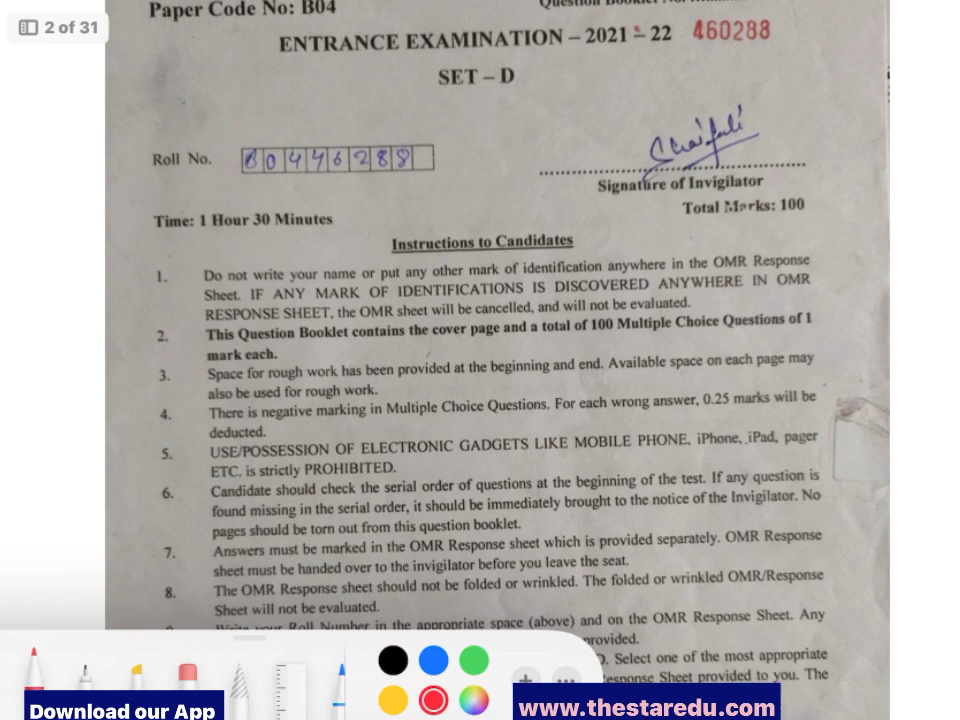 2 of 31
Paper Code No: B04
ENTRANCE EXAMINATION – 2021 – 22 460288
SET – D
Roll No. B0446288
Signature of Invigilator
Total Marks: 100
Time: 1 Hour 30 Minutes
Instructions to Candidates
1. Do not write your name or put any other mark of identification anywhere in the OMR Response
Sheet. IF ANY MARK OF IDENTIFICATIONS IS DISCOVERED ANYWHERE IN OMR
RESPONSE SHEET, the OMR sheet will be cancelled, and will not be evaluated.
2. This Question Booklet contains the cover page and a total of 100 Multiple Choice Questions of 1
mark each.
3. Space for rough work has been provided at the beginning and end. Available space on each page may
also be used for rough work.
4. There is negative marking in Multiple Choice Questions. For each wrong answer, 0.25 marks will be
deducted.
5. USE/POSSESSION OF ELECTRONIC GADGETS LIKE MOBILE PHONE, iPhone, iPad, pager
ETC. is strictly PROHIBITED.
6. Candidate should check the serial order of questions at the beginning of the test. If any question is
found missing in the serial order, it should be immediately brought to the notice of the Invigilator. No
pages should be torn out from this question booklet.
7. Answers must be marked in the OMR Response sheet which is provided separately. OMR Response
sheet must be handed over to the invigilator before you leave the seat.
8. The OMR Response sheet should not be folded or wrinkled. The folded or wrinkled OMR/Response
Sheet will not be evaluated.
Write your Roll Number in the appropriate space (above) and on the OMR Response Sheet. Any
provided.
Select one of the most appropriate
Response Sheet provided to you. The
Download our App
www.thestaredu.com